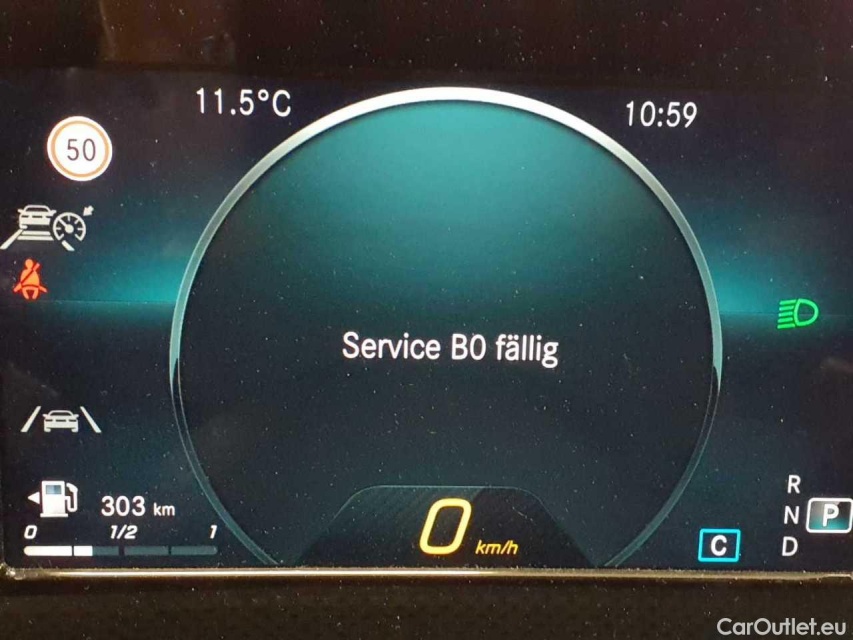 11.5°C
10:59
50
Service B0 fällig
303 km
0 1/2 1
0 km/h
C
R
N P
D
CarOutlet.eu